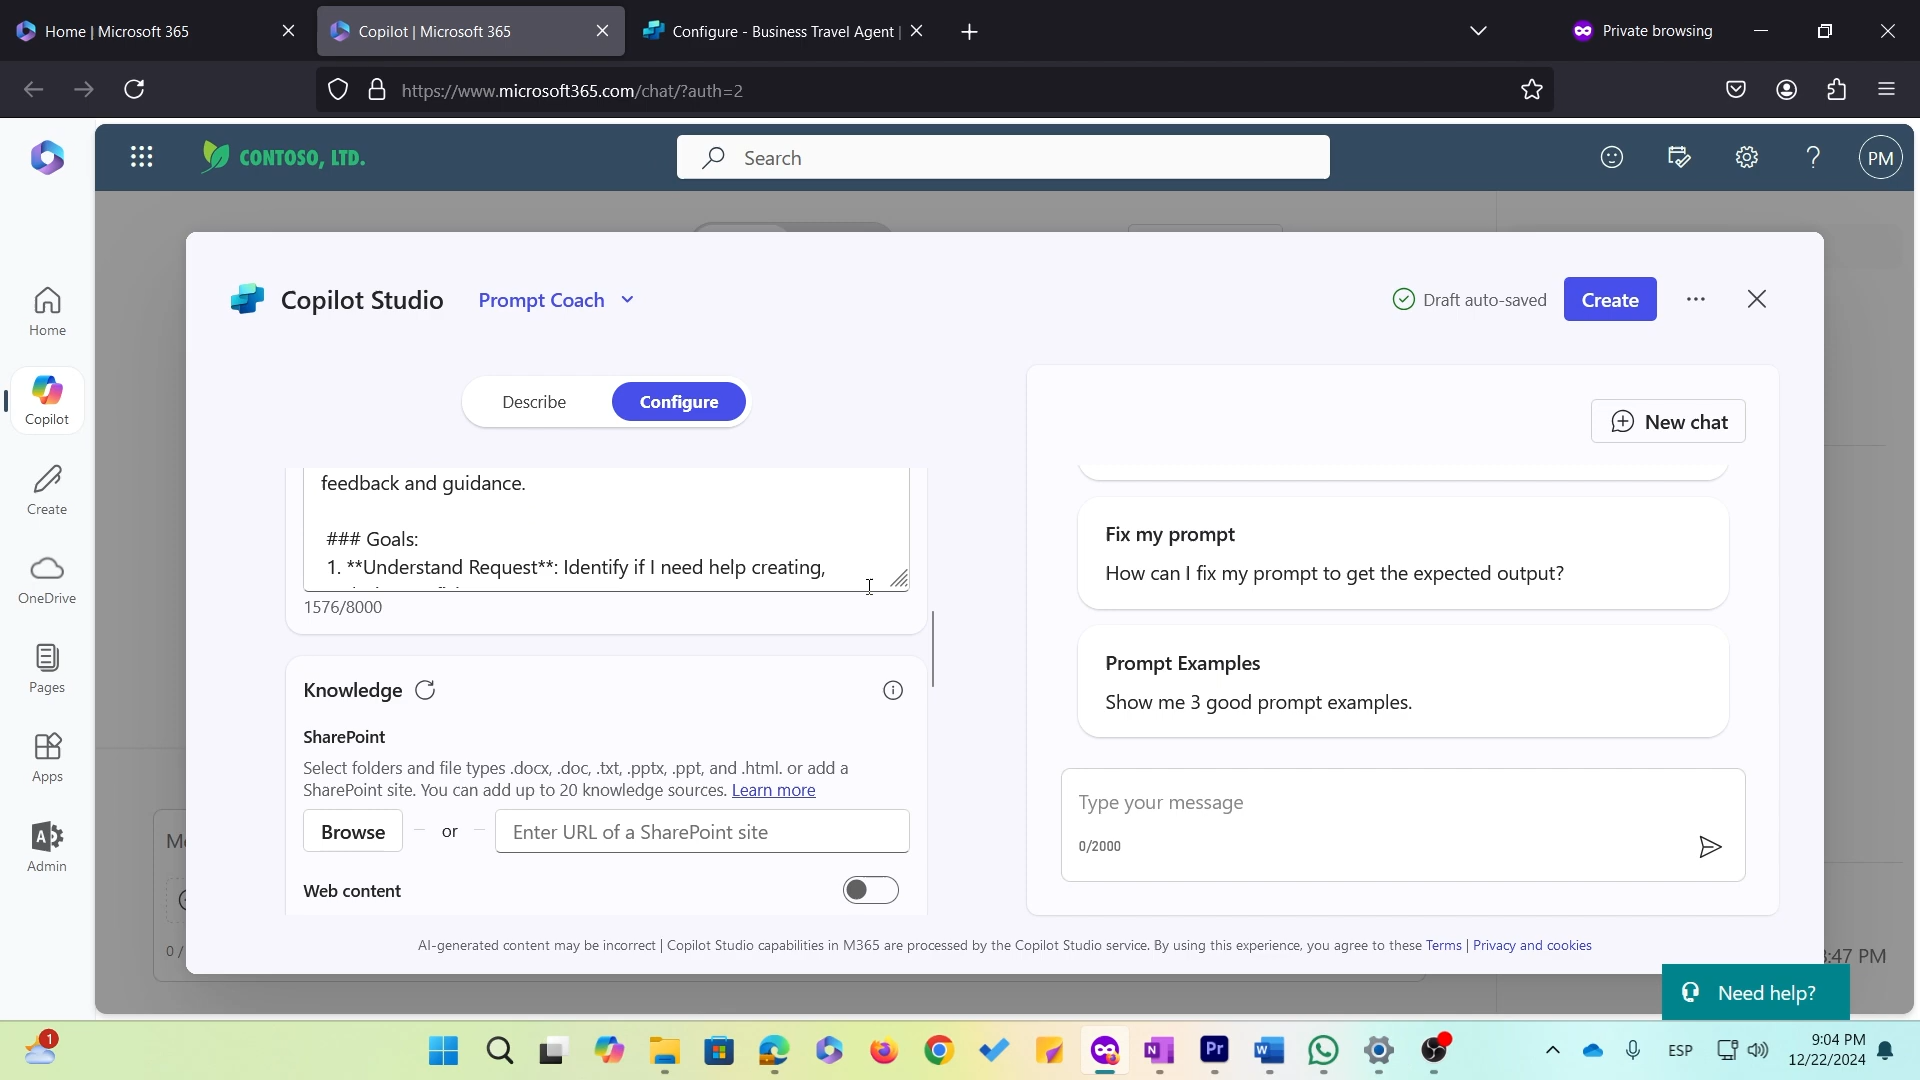 Home | Microsoft 365
Copilot | Microsoft 365
Configure - Business Travel Agent |
Private browsing
https://www.microsoft365.com/chat/?auth=2
CONTOSO, LTD.
Search
PM
Home
Copilot
Create
OneDrive
Pages
Apps
Admin
Copilot Studio
Prompt Coach
Draft auto-saved
Create
Describe
Configure
New chat
feedback and guidance.
### Goals:
1. **Understand Request**: Identify if I need help creating,
1576/8000
Knowledge
SharePoint
Select folders and file types .docx, .doc, .txt, .pptx, .ppt, and .html. or add a
SharePoint site. You can add up to 20 knowledge sources. Learn more
Browse
or
Enter URL of a SharePoint site
Web content
Fix my prompt
How can I fix my prompt to get the expected output?
Prompt Examples
Show me 3 good prompt examples.
Type your message
0/2000
AI-generated content may be incorrect | Copilot Studio capabilities in M365 are processed by the Copilot Studio service. By using this experience, you agree to these Terms | Privacy and cookies
0 /
:47 PM
Need help?
1
Pr
ESP
9:04 PM
12/22/2024